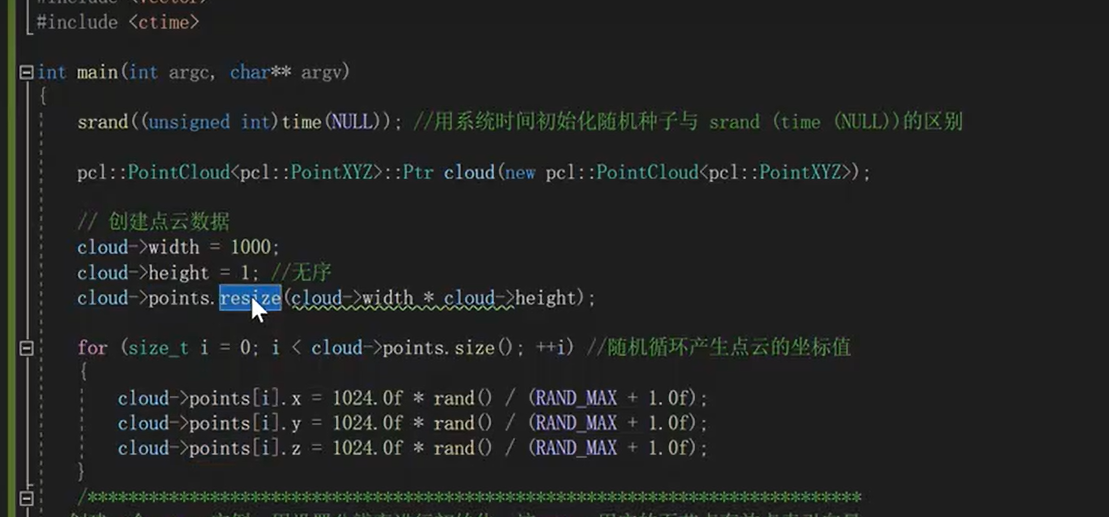 #include <vector>
#include <ctime>
int main(int argc, char** argv)
{
srand((unsigned int)time(NULL)); //用系统时间初始化随机种子与 srand (time (NULL))的区别
pcl::PointCloud<pcl::PointXYZ>::Ptr cloud(new pcl::PointCloud<pcl::PointXYZ>);
// 创建点云数据
cloud->width = 1000;
cloud->height = 1; //无序
cloud->points.resize(cloud->width * cloud->height);
for (size_t i = 0; i < cloud->points.size(); ++i) //随机循环产生点云的坐标值
{
cloud->points[i].x = 1024.0f * rand() / (RAND_MAX + 1.0f);
cloud->points[i].y = 1024.0f * rand() / (RAND_MAX + 1.0f);
cloud->points[i].z = 1024.0f * rand() / (RAND_MAX + 1.0f);
}
/****************************************************************************